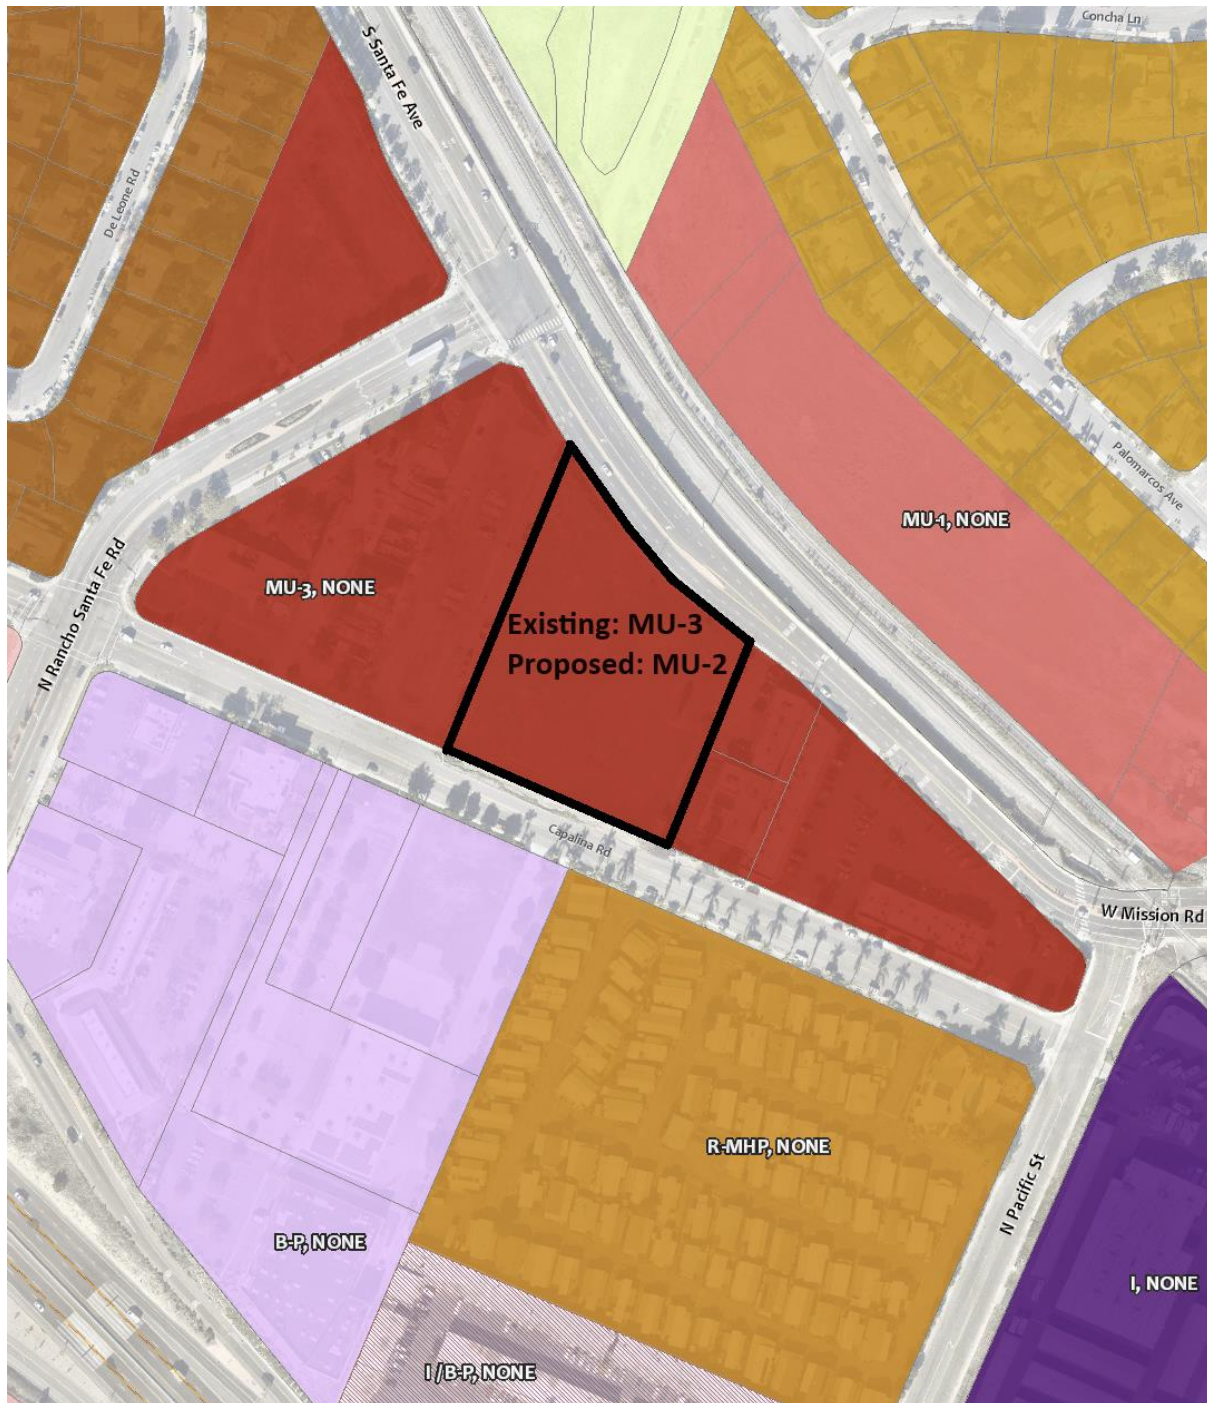 Concha Ln
S Santa Fe Ave
De Leone Rd
Palomarcos Ave
MU-1, NONE
N Rancho Santa Fe Rd
MU-3, NONE
Existing: MU-3
Proposed: MU-2
Capalina Rd
W Mission Rd
R-MHP, NONE
N Pacific St
B-P, NONE
I, NONE
I /B-P, NONE